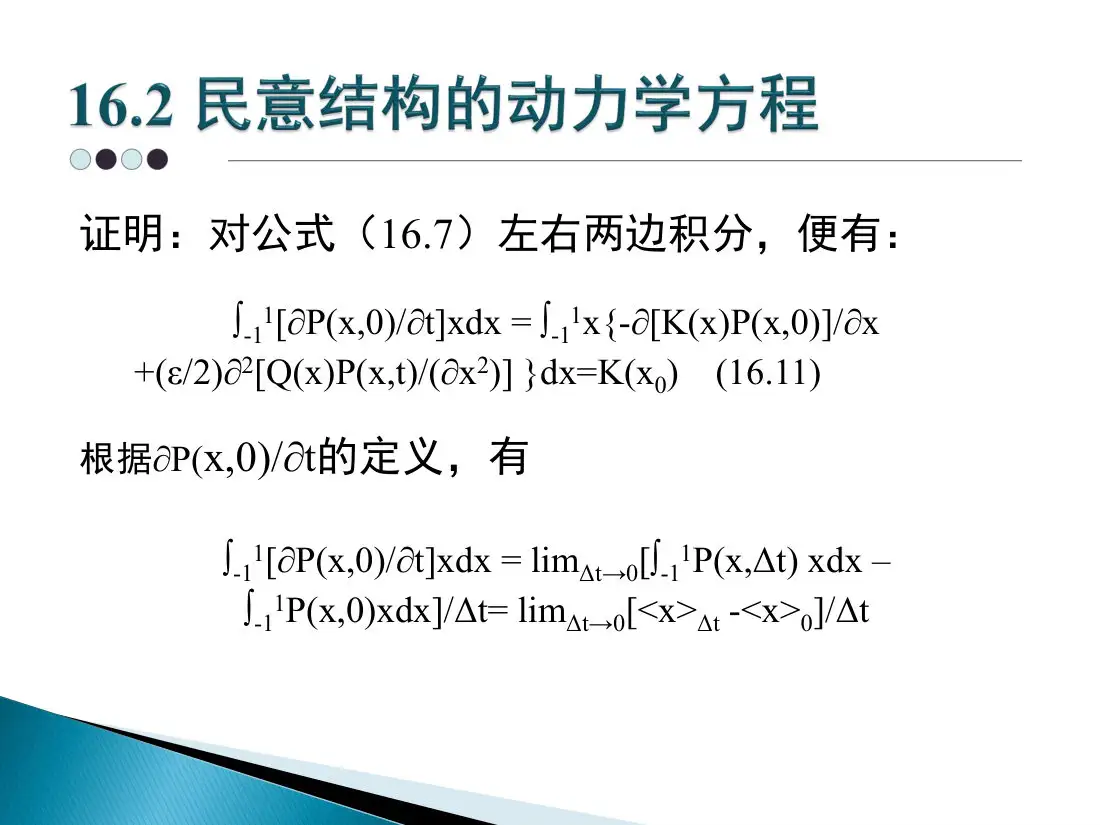 16.2 民意结构的动力学方程
证明：对公式（16.7）左右两边积分，便有：
∫₋₁¹[∂P(x,0)/∂t]xdx = ∫₋₁¹x{-∂[K(x)P(x,0)]/∂x
+(ε/2)∂²[Q(x)P(x,t)/(∂x²)] }dx=K(x₀) (16.11)
根据∂P(x,0)/∂t的定义，有
∫₋₁¹[∂P(x,0)/∂t]xdx = lim_Δt→0[∫₋₁¹P(x,Δt) xdx –
∫₋₁¹P(x,0)xdx]/Δt= lim_Δt→0[<x>_Δt -<x>₀]/Δt